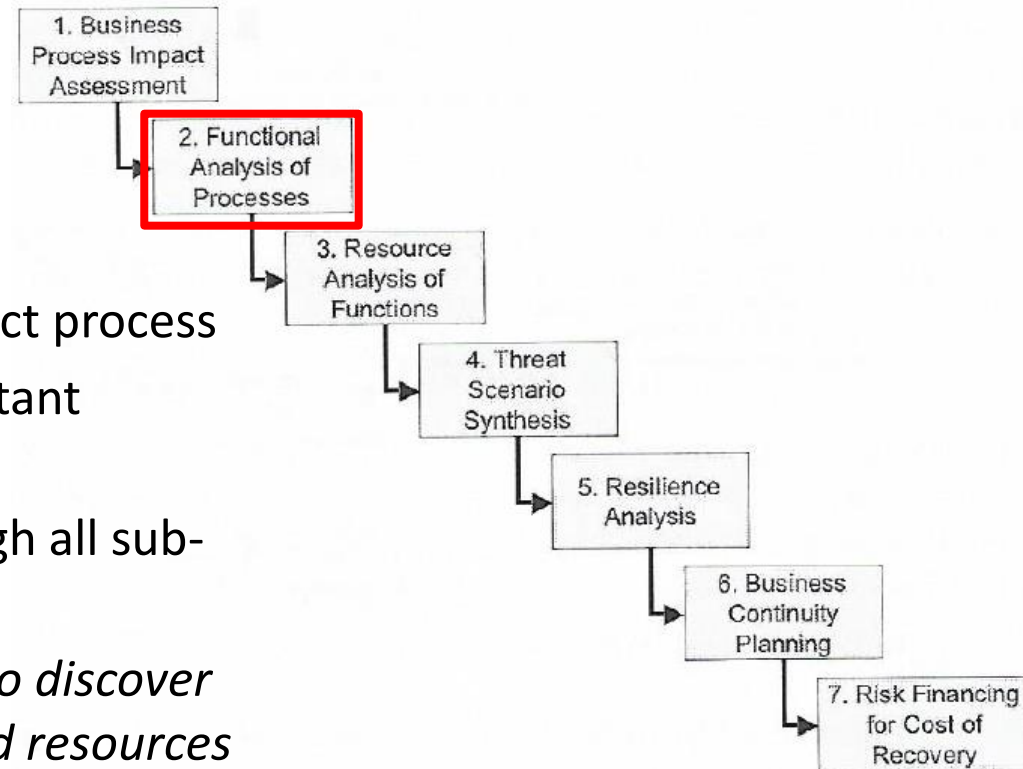 1. Business
Process Impact
Assessment
2. Functional
Analysis of
Processes
3. Resource
Analysis of
Functions
4. Threat
Scenario
Synthesis
5. Resilience
Analysis
6. Business
Continuity
Planning
7. Risk Financing
for Cost of
Recovery
ct process
tant
gh all sub-
o discover
d resources